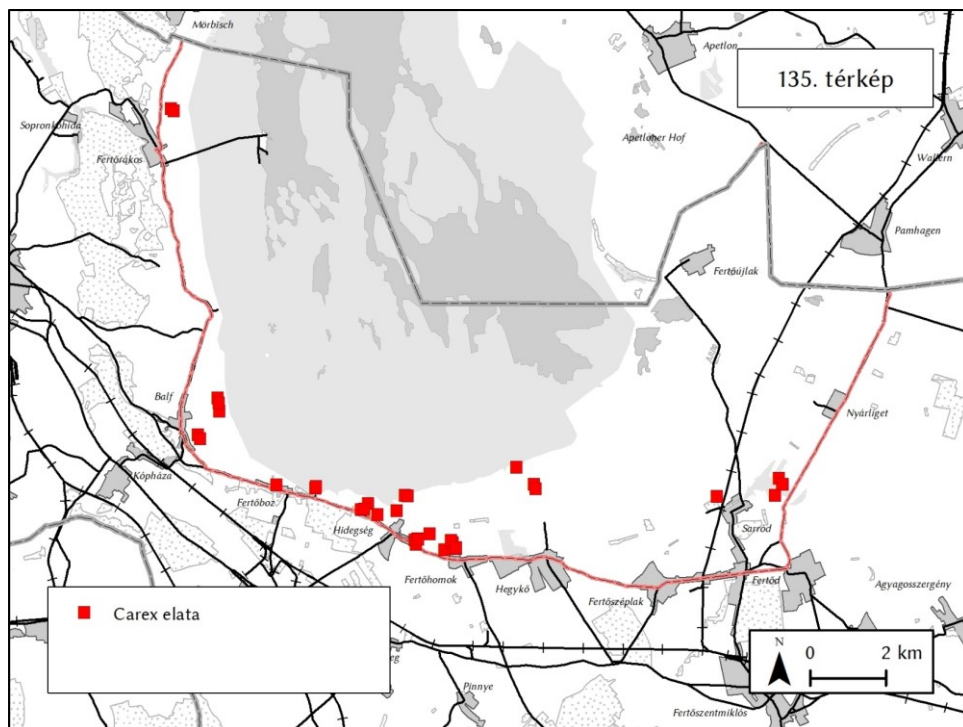 Mörbisch
Apetlon
135. térkép
Sopronkőhida
Fertőrákos
Apetloner Hof
Wallern
Pamhagen
Fertőújlak
Balf
Nyárliget
Kópháza
Fertőboz
Hidegség
Sarród
Fertőhomok
Hegykő
Fertőd
Fertőszéplak
Agyagosszergény
Carex elata
N
0 2 km
Pinnye
Fertőszentmiklós